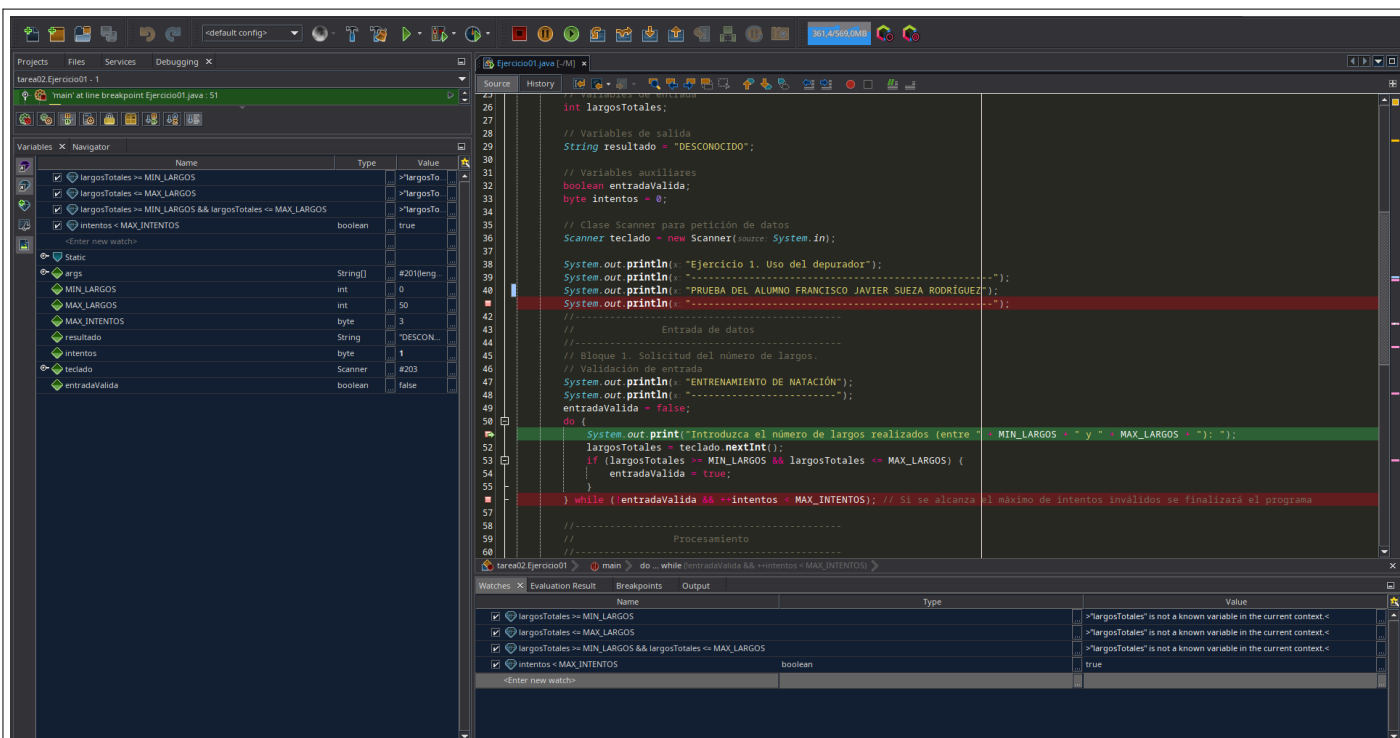 <default config>
361,4/569,0MB
Projects Files Services Debugging
tarea02.Ejercicio01 - 1
'main' at line breakpoint Ejercicio01.java : 51
Variables Navigator
Name Type Value
largosTotales >= MIN_LARGOS >"largosTo...
largosTotales <= MAX_LARGOS >"largosTo...
largosTotales >= MIN_LARGOS && largosTotales <= MAX_LARGOS >"largosTo...
intentos < MAX_INTENTOS boolean true
<Enter new watch>
Static
args String[] #201(leng...
MIN_LARGOS int 0
MAX_LARGOS int 50
MAX_INTENTOS byte 3
resultado String "DESCON...
intentos byte 1
teclado Scanner #203
entradaValida boolean false
Ejercicio01.java [-/M]
Source History
25 // Variables de entrada
26 int largosTotales;
27
28 // Variables de salida
29 String resultado = "DESCONOCIDO";
30
31 // Variables auxiliares
32 boolean entradaValida;
33 byte intentos = 0;
34
35 // Clase Scanner para petición de datos
36 Scanner teclado = new Scanner(source: System.in);
37
38 System.out.println(x: "Ejercicio 1. Uso del depurador");
39 System.out.println(x: "----------------------------------------------------------");
40 System.out.println(x: "PRUEBA DEL ALUMNO FRANCISCO JAVIER SUEZA RODRÍGUEZ");
System.out.println(x: "----------------------------------------------------------");
42 //----------------------------------------------
43 // Entrada de datos
44 //----------------------------------------------
45 // Bloque 1. Solicitud del número de largos.
46 // Validación de entrada
47 System.out.println(x: "ENTRENAMIENTO DE NATACIÓN");
48 System.out.println(x: "-------------------------");
49 entradaValida = false;
50 do {
System.out.print("Introduzca el número de largos realizados (entre " + MIN_LARGOS + " y " + MAX_LARGOS + "): ");
52 largosTotales = teclado.nextInt();
53 if (largosTotales >= MIN_LARGOS && largosTotales <= MAX_LARGOS) {
54 entradaValida = true;
55 }
} while (!entradaValida && ++intentos < MAX_INTENTOS); // Si se alcanza el máximo de intentos inválidos se finalizará el programa
57
58 //----------------------------------------------
59 // Procesamiento
60 //----------------------------------------------
tarea02.Ejercicio01 main do ... while (!entradaValida && ++intentos < MAX_INTENTOS)
Watches Evaluation Result Breakpoints Output
Name Type Value
largosTotales >= MIN_LARGOS >"largosTotales" is not a known variable in the current context.<
largosTotales <= MAX_LARGOS >"largosTotales" is not a known variable in the current context.<
largosTotales >= MIN_LARGOS && largosTotales <= MAX_LARGOS >"largosTotales" is not a known variable in the current context.<
intentos < MAX_INTENTOS boolean true
<Enter new watch>